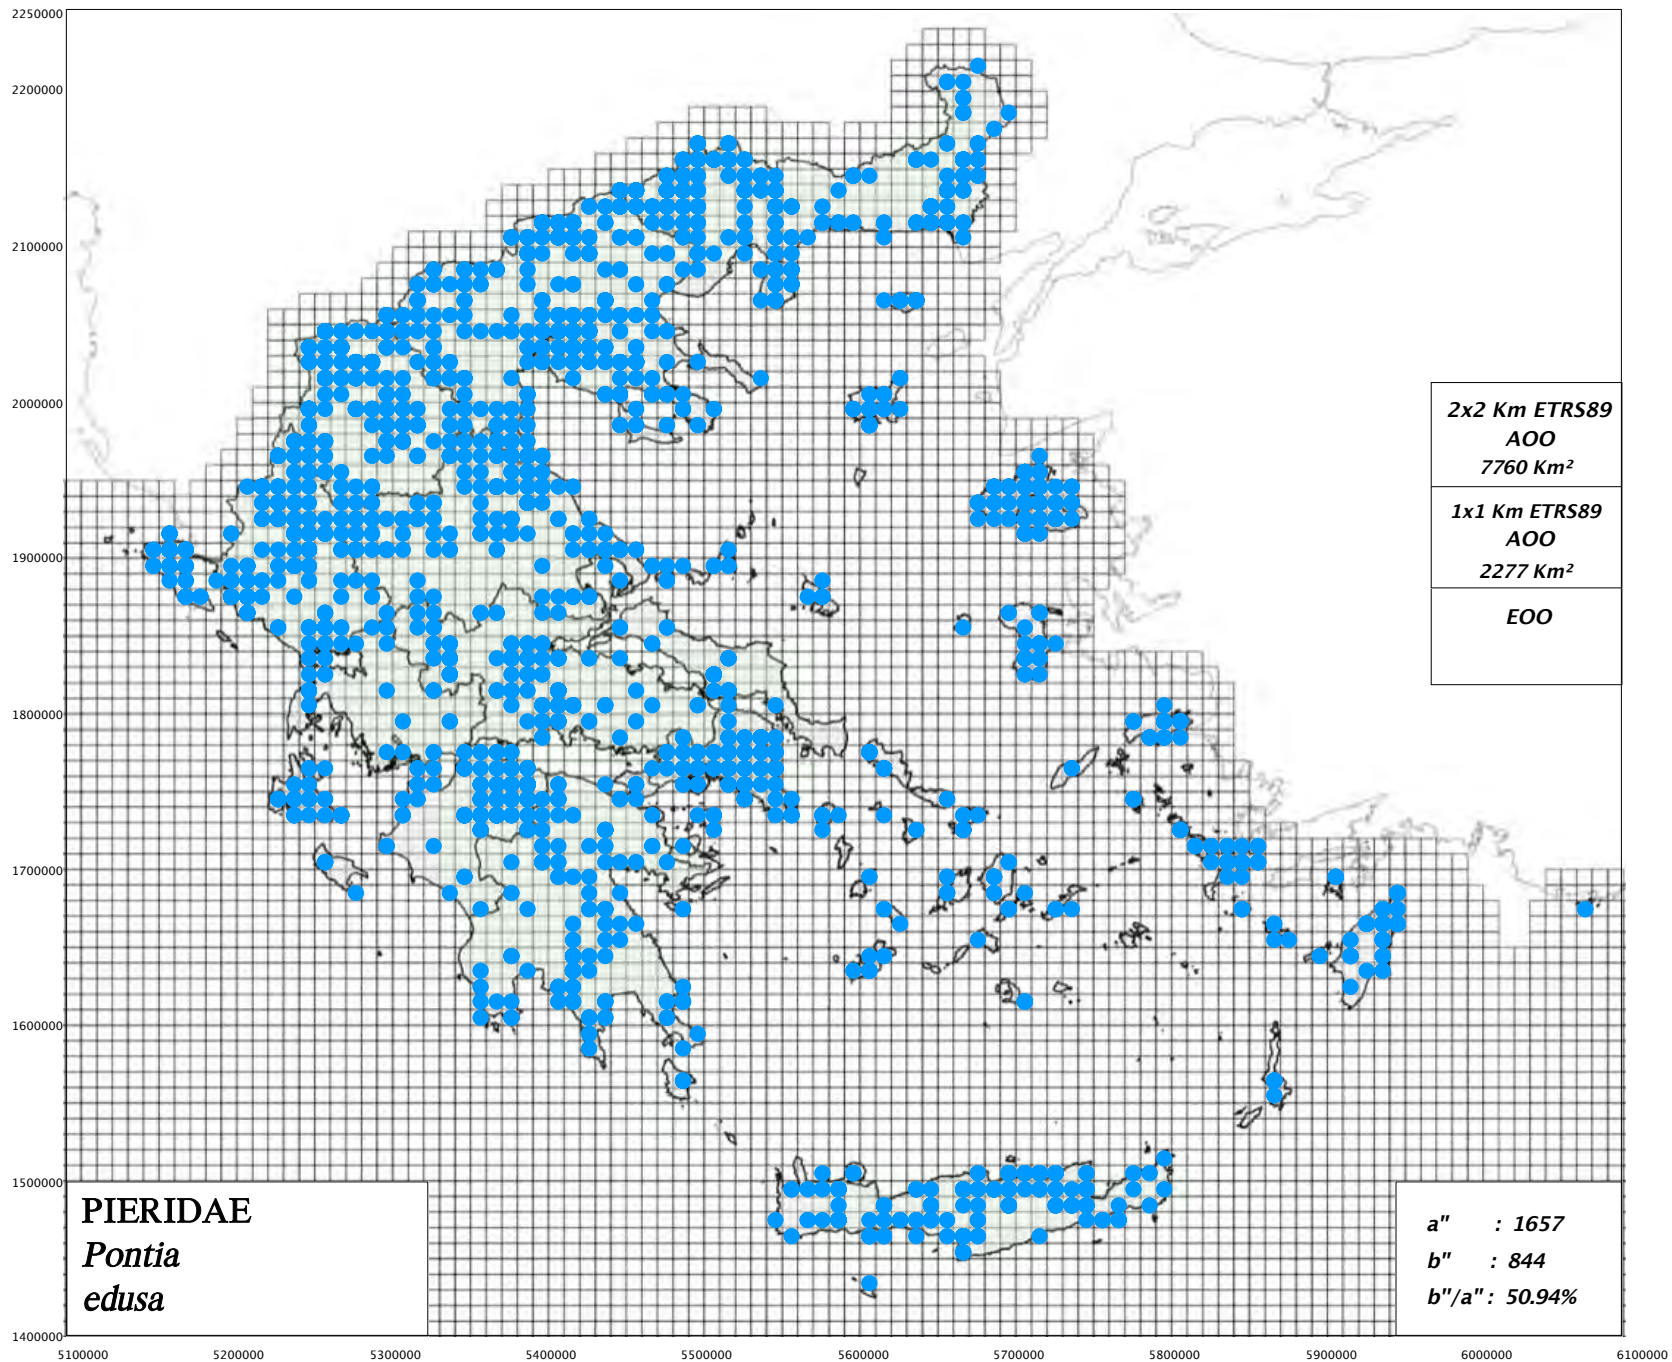 2250000
2200000
2100000
2000000
1900000
1800000
1700000
1600000
1500000
1400000
2x2 Km ETRS89
AOO
7760 Km²
1x1 Km ETRS89
AOO
2277 Km²
EOO
PIERIDAE
Pontia
edusa
a" : 1657
b" : 844
b"/a" : 50.94%
5100000 5200000 5300000 5400000 5500000 5600000 5700000 5800000 5900000 6000000 6100000